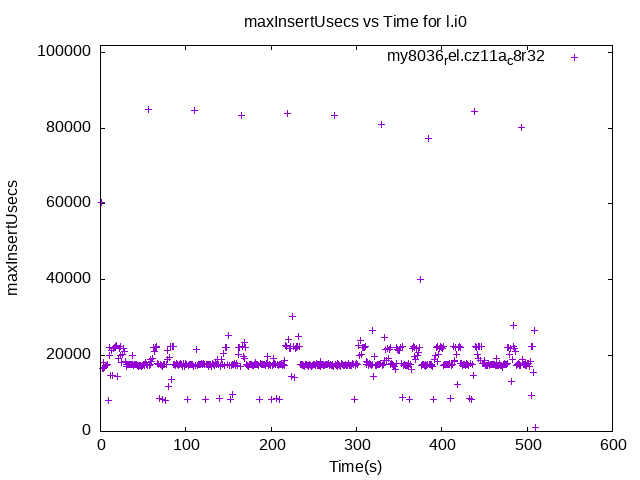 maxInsertUsecs vs Time for l.i0
my8036rel.cz11a_c8r32
100000
80000
60000
40000
20000
0
maxInsertUsecs
0 100 200 300 400 500 600
Time(s)